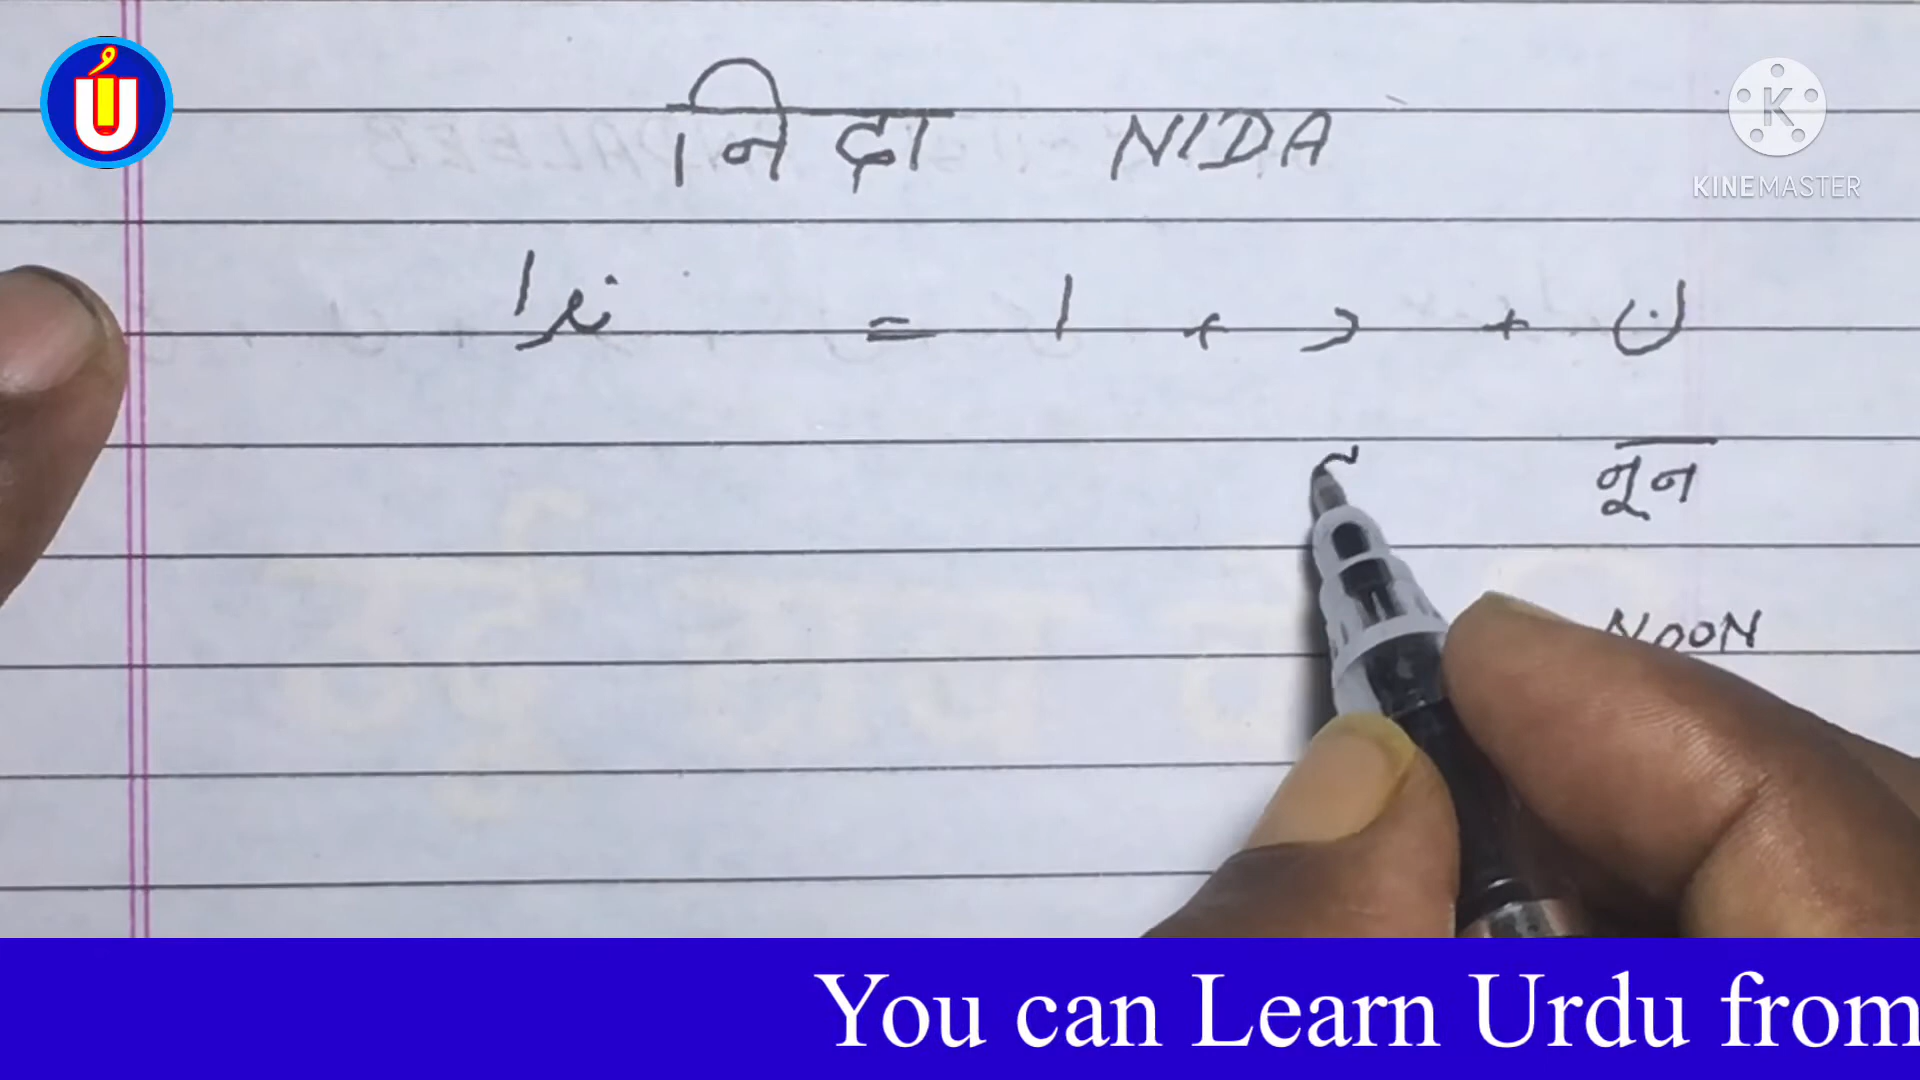 निदा NIDA
ندا = ا + د + ن
नून
NOON
KINEMASTER
You can Learn Urdu from